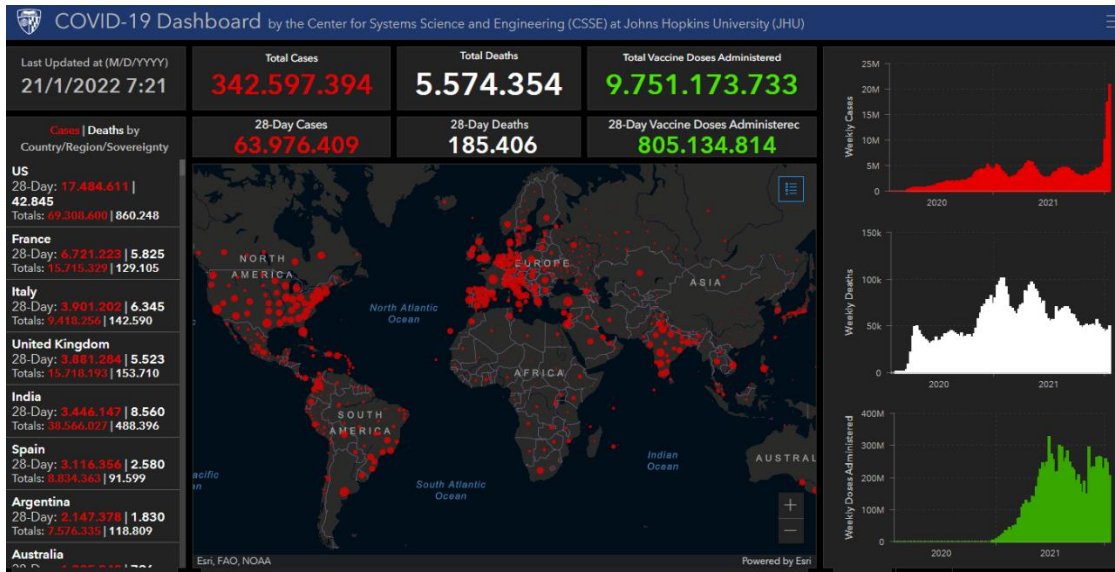 COVID-19 Dashboard by the Center for Systems Science and Engineering (CSSE) at Johns Hopkins University (JHU)
Last Updated at (M/D/YYYY)
21/1/2022 7:21
Cases | Deaths by
Country/Region/Sovereignty
US
28-Day: 17.484.611 |
42.845
Totals: 69.308.600 | 860.248
France
28-Day: 6.721.223 | 5.825
Totals: 15.715.329 | 129.105
Italy
28-Day: 3.901.202 | 6.345
Totals: 9.418.256 | 142.590
United Kingdom
28-Day: 3.881.284 | 5.523
Totals: 15.718.193 | 153.710
India
28-Day: 3.446.147 | 8.560
Totals: 38.566.027 | 488.396
Spain
28-Day: 3.116.356 | 2.580
Totals: 8.834.363 | 91.599
Argentina
28-Day: 2.147.378 | 1.830
Totals: 7.576.335 | 118.809
Australia
Total Cases
342.597.394
Total Deaths
5.574.354
Total Vaccine Doses Administered
9.751.173.733
28-Day Cases
63.976.409
28-Day Deaths
185.406
28-Day Vaccine Doses Administerec
805.134.814
NORTH
AMERICA
EUROPE
ASIA
North Atlantic
Ocean
AFRICA
SOUTH
AMERICA
Indian
Ocean
AUSTRAL
South Atlantic
Ocean
Esri, FAO, NOAA
Powered by Esri
Weekly Cases
25M
20M
15M
10M
5M
0
2020
2021
Weekly Deaths
150k
100k
50k
0
2020
2021
Weekly Doses Administered
400M
300M
200M
100M
0
2020
2021